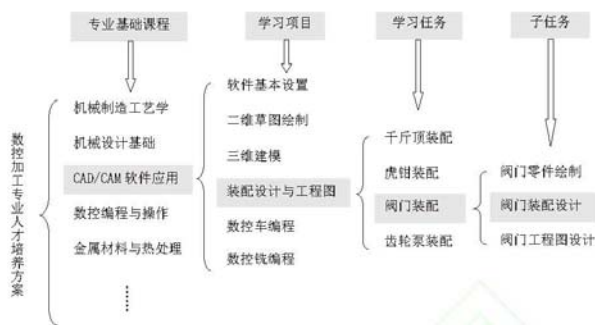 专业基础课程
学习项目
学习任务
子任务
数控加工专业人才培养方案
机械制造工艺学
机械设计基础
CAD/CAM 软件应用
数控编程与操作
金属材料与热处理
……
软件基本设置
二维草图绘制
三维建模
装配设计与工程图
数控车编程
数控铣编程
千斤顶装配
虎钳装配
阀门装配
齿轮泵装配
阀门零件绘制
阀门装配设计
阀门工程图设计